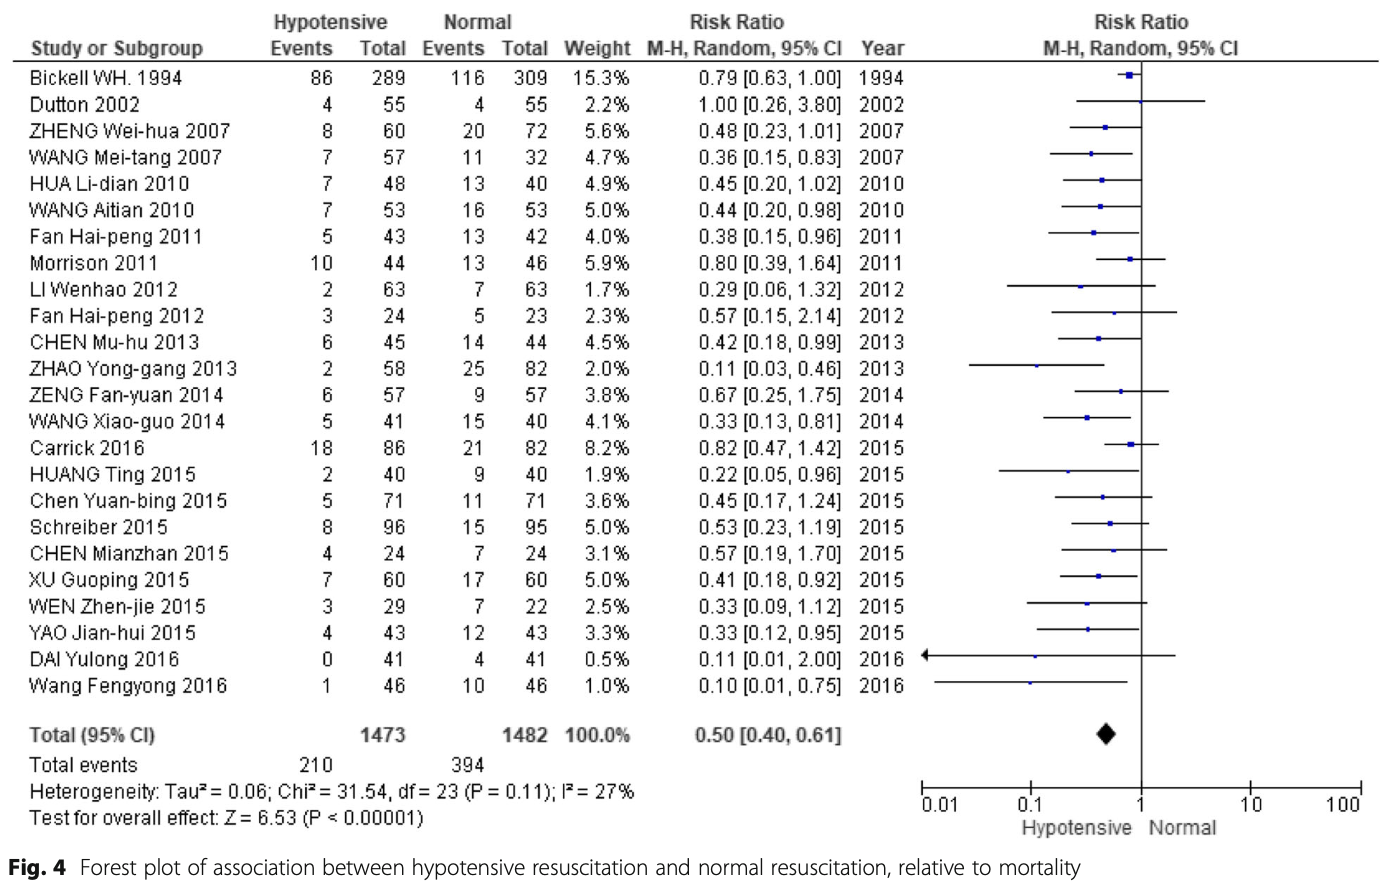 Hypotensive Normal Risk Ratio Risk Ratio
Study or Subgroup Events Total Events Total Weight M-H, Random, 95% CI Year M-H, Random, 95% CI
Bickell WH. 1994 86 289 116 309 15.3% 0.79 [0.63, 1.00] 1994
Dutton 2002 4 55 4 55 2.2% 1.00 [0.26, 3.80] 2002
ZHENG Wei-hua 2007 8 60 20 72 5.6% 0.48 [0.23, 1.01] 2007
WANG Mei-tang 2007 7 57 11 32 4.7% 0.36 [0.15, 0.83] 2007
HUA Li-dian 2010 7 48 13 40 4.9% 0.45 [0.20, 1.02] 2010
WANG Aitian 2010 7 53 16 53 5.0% 0.44 [0.20, 0.98] 2010
Fan Hai-peng 2011 5 43 13 42 4.0% 0.38 [0.15, 0.96] 2011
Morrison 2011 10 44 13 46 5.9% 0.80 [0.39, 1.64] 2011
LI Wenhao 2012 2 63 7 63 1.7% 0.29 [0.06, 1.32] 2012
Fan Hai-peng 2012 3 24 5 23 2.3% 0.57 [0.15, 2.14] 2012
CHEN Mu-hu 2013 6 45 14 44 4.5% 0.42 [0.18, 0.99] 2013
ZHAO Yong-gang 2013 2 58 25 82 2.0% 0.11 [0.03, 0.46] 2013
ZENG Fan-yuan 2014 6 57 9 57 3.8% 0.67 [0.25, 1.75] 2014
WANG Xiao-guo 2014 5 41 15 40 4.1% 0.33 [0.13, 0.81] 2014
Carrick 2016 18 86 21 82 8.2% 0.82 [0.47, 1.42] 2015
HUANG Ting 2015 2 40 9 40 1.9% 0.22 [0.05, 0.96] 2015
Chen Yuan-bing 2015 5 71 11 71 3.6% 0.45 [0.17, 1.24] 2015
Schreiber 2015 8 96 15 95 5.0% 0.53 [0.23, 1.19] 2015
CHEN Mianzhan 2015 4 24 7 24 3.1% 0.57 [0.19, 1.70] 2015
XU Guoping 2015 7 60 17 60 5.0% 0.41 [0.18, 0.92] 2015
WEN Zhen-jie 2015 3 29 7 22 2.5% 0.33 [0.09, 1.12] 2015
YAO Jian-hui 2015 4 43 12 43 3.3% 0.33 [0.12, 0.95] 2015
DAI Yulong 2016 0 41 4 41 0.5% 0.11 [0.01, 2.00] 2016
Wang Fengyong 2016 1 46 10 46 1.0% 0.10 [0.01, 0.75] 2016
Total (95% CI) 1473 1482 100.0% 0.50 [0.40, 0.61]
Total events 210 394
Heterogeneity: Tau² = 0.06; Chi² = 31.54, df = 23 (P = 0.11); I² = 27%
Test for overall effect: Z = 6.53 (P < 0.00001)
0.01 0.1 1 10 100
Hypotensive Normal
Fig. 4 Forest plot of association between hypotensive resuscitation and normal resuscitation, relative to mortality